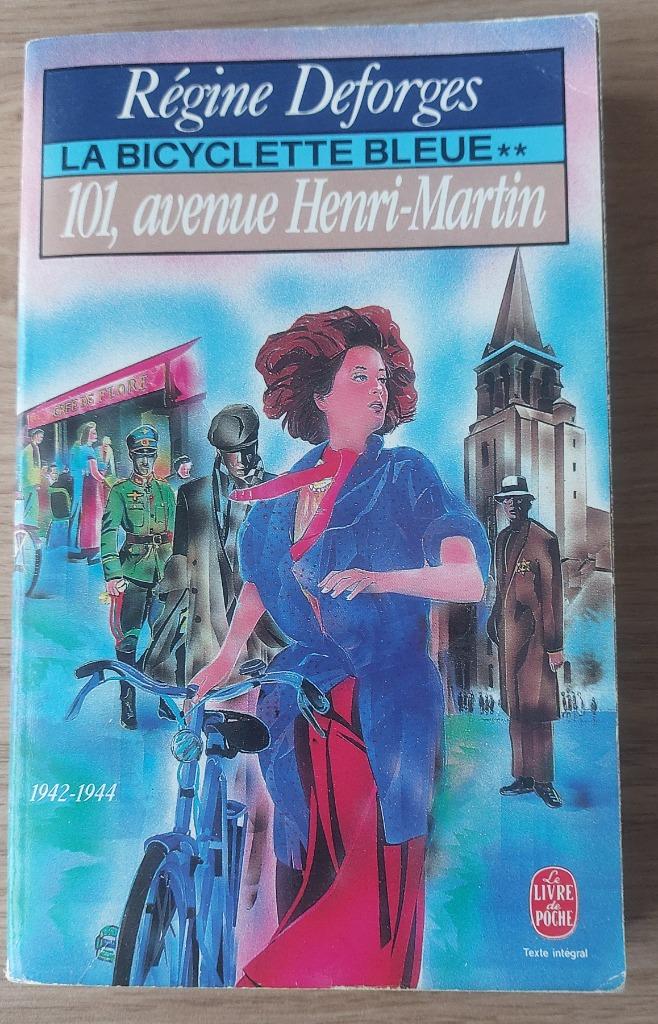 Régine Deforges
LA BICYCLETTE BLEUE**
101, avenue Henri-Martin
CAFÉ DE FLORE
1942-1944
Le
LIVRE
de
POCHE
Texte intégral